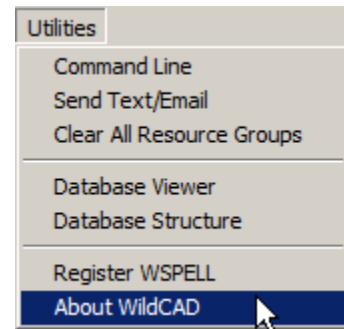 Utilities
Command Line
Send Text/Email
Clear All Resource Groups
Database Viewer
Database Structure
Register WSPELL
About WildCAD